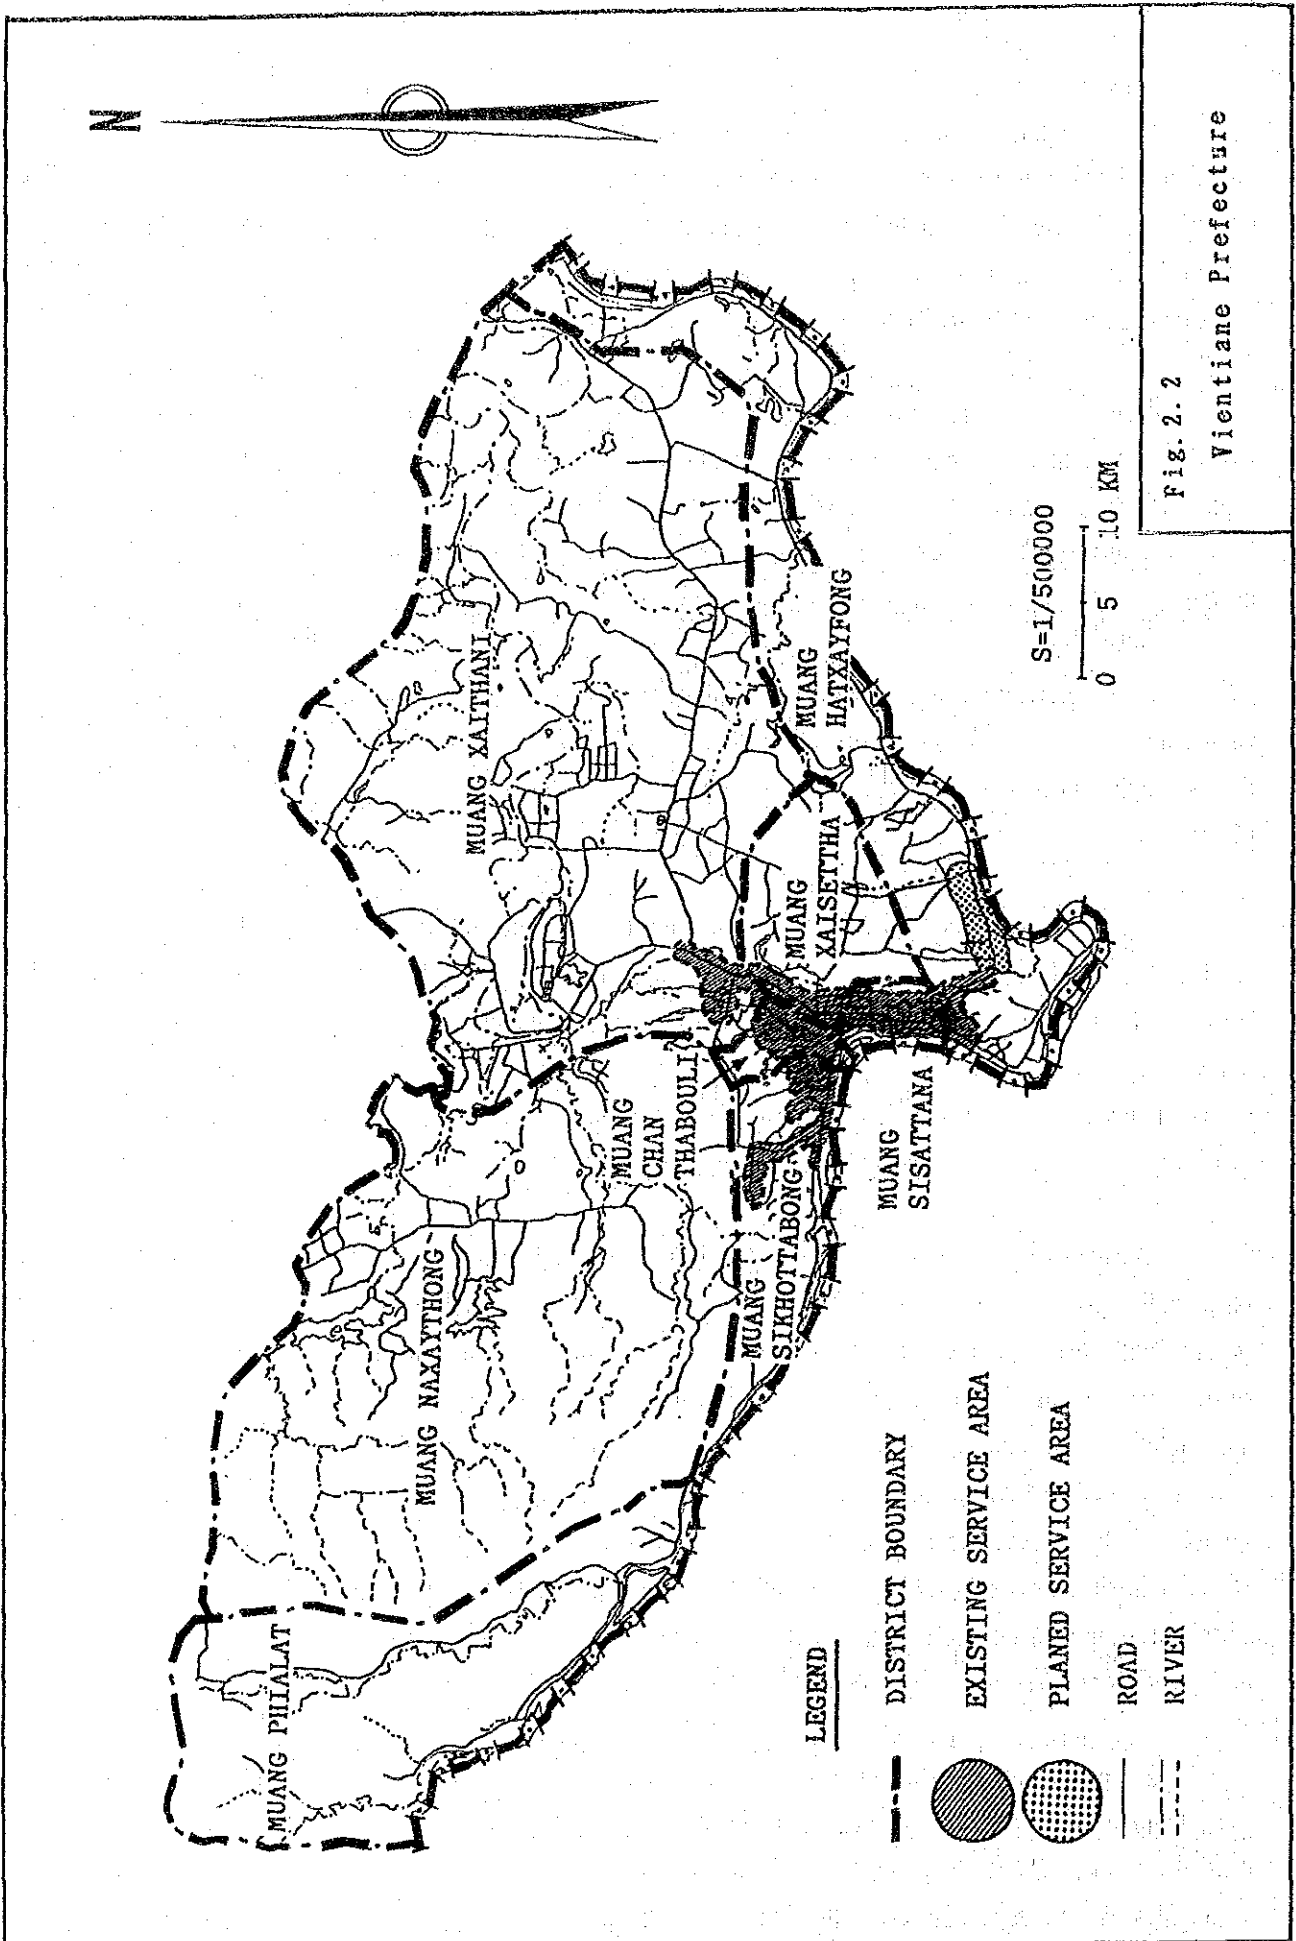 N
MUANG PHIALAT
MUANG NAXAYTHONG
MUANG XAITHANI
MUANG
CHAN
THABOULI
MUANG
SIKHOTTABONG
MUANG
SISATTANA
MUANG
XAISETTHA
MUANG
HATXAYFONG
LEGEND
DISTRICT BOUNDARY
EXISTING SERVICE AREA
PLANED SERVICE AREA
ROAD
RIVER
S=1/500000
0 5 10 KM
Fig. 2. 2
Vientiane Prefecture